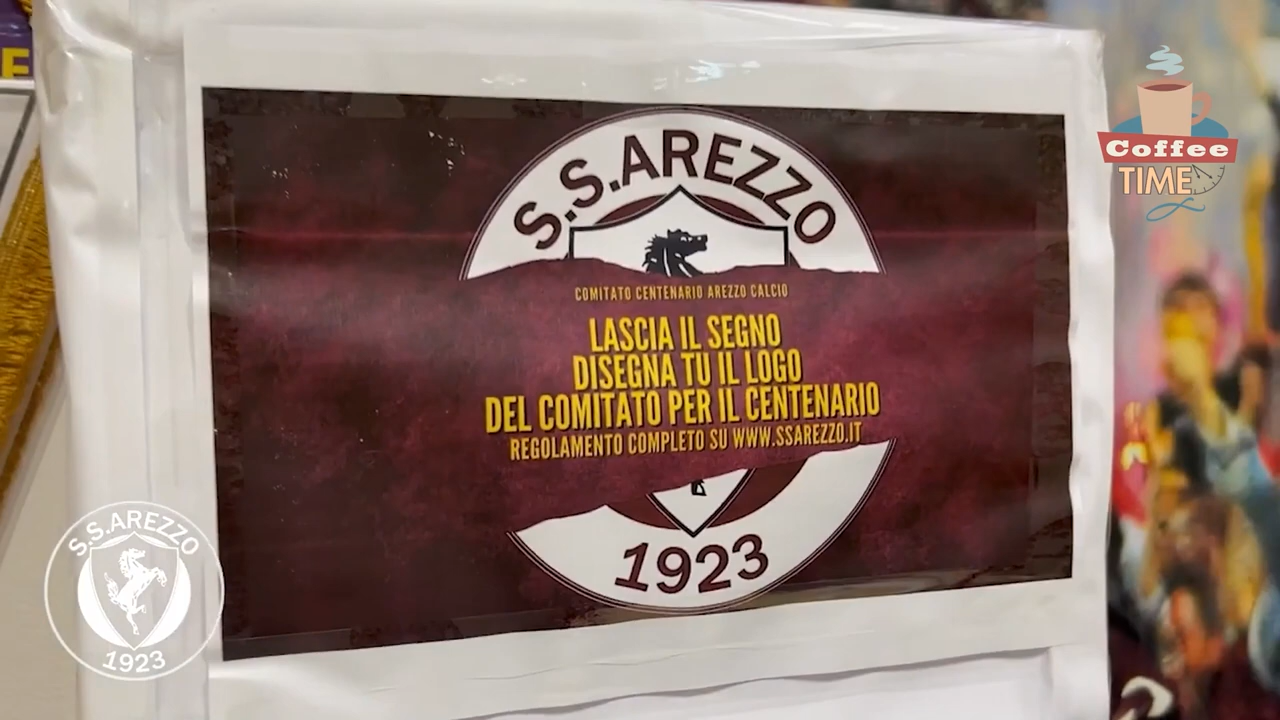 E
Coffee
TIME
S.S.AREZZO
COMITATO CENTENARIO AREZZO CALCIO
LASCIA IL SEGNO
DISEGNA TU IL LOGO
DEL COMITATO PER IL CENTENARIO
REGOLAMENTO COMPLETO SU WWW.SSAREZZO.IT
1923
S.S.AREZZO
1923